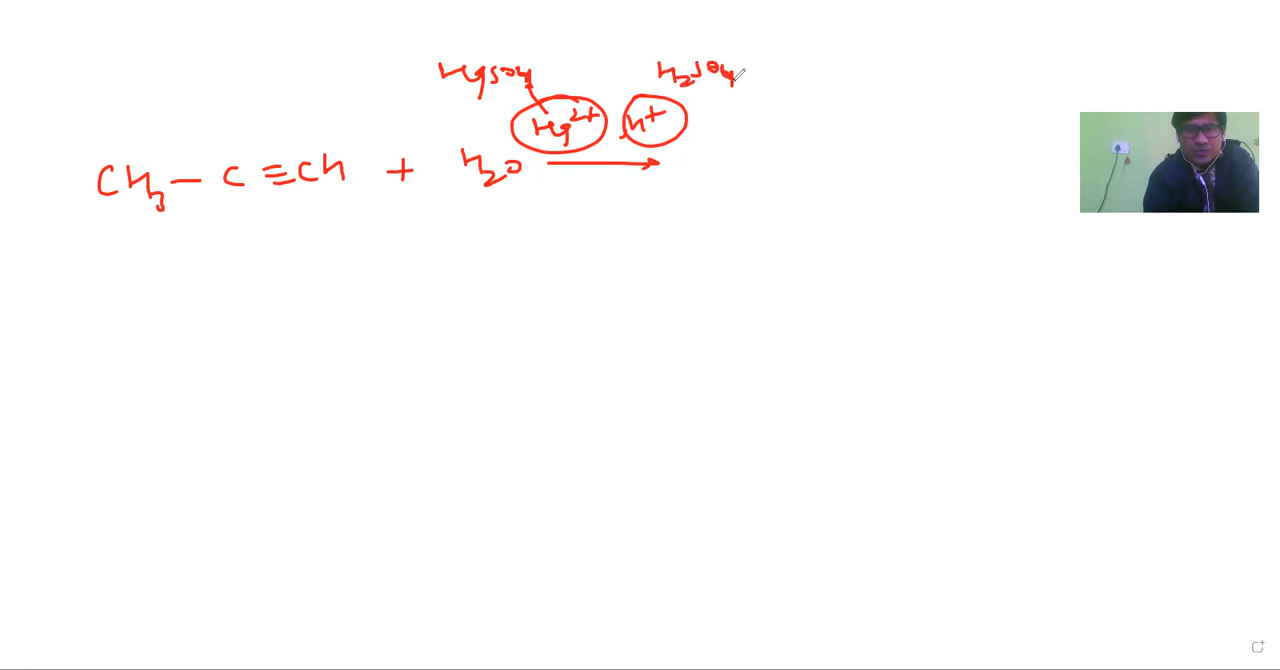 HgSO4 H2SO4
Hg2+ H+
CH3 — C ≡ CH + H2O ⟶